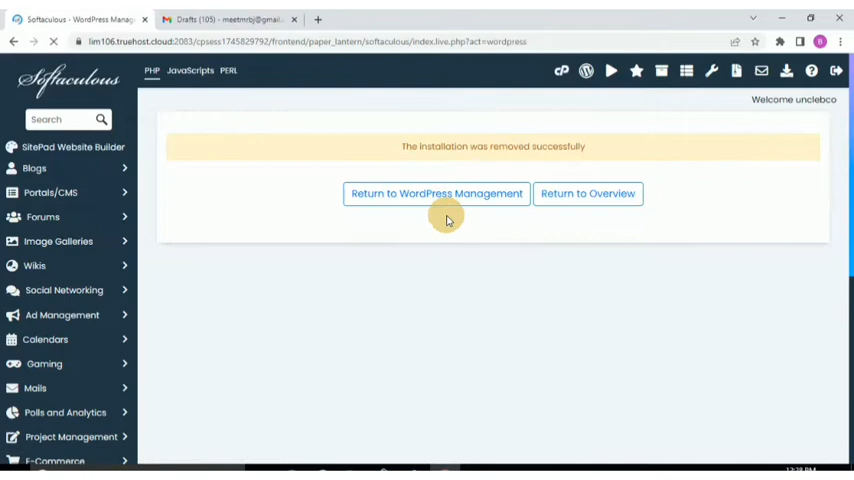 Softaculous - WordPress Manage
Drafts (105) - meetmrbj@gmail.
lim106.truehost.cloud:2083/cpsess1745829792/frontend/paper_lantern/softaculous/index.live.php?act=wordpress
B
Softaculous
PHP JavaScripts PERL
Welcome unclebco
Search
SitePad Website Builder
Blogs
Portals/CMS
Forums
Image Galleries
Wikis
Social Networking
Ad Management
Calendars
Gaming
Mails
Polls and Analytics
Project Management
E-Commerce
The installation was removed successfully
Return to WordPress Management
Return to Overview